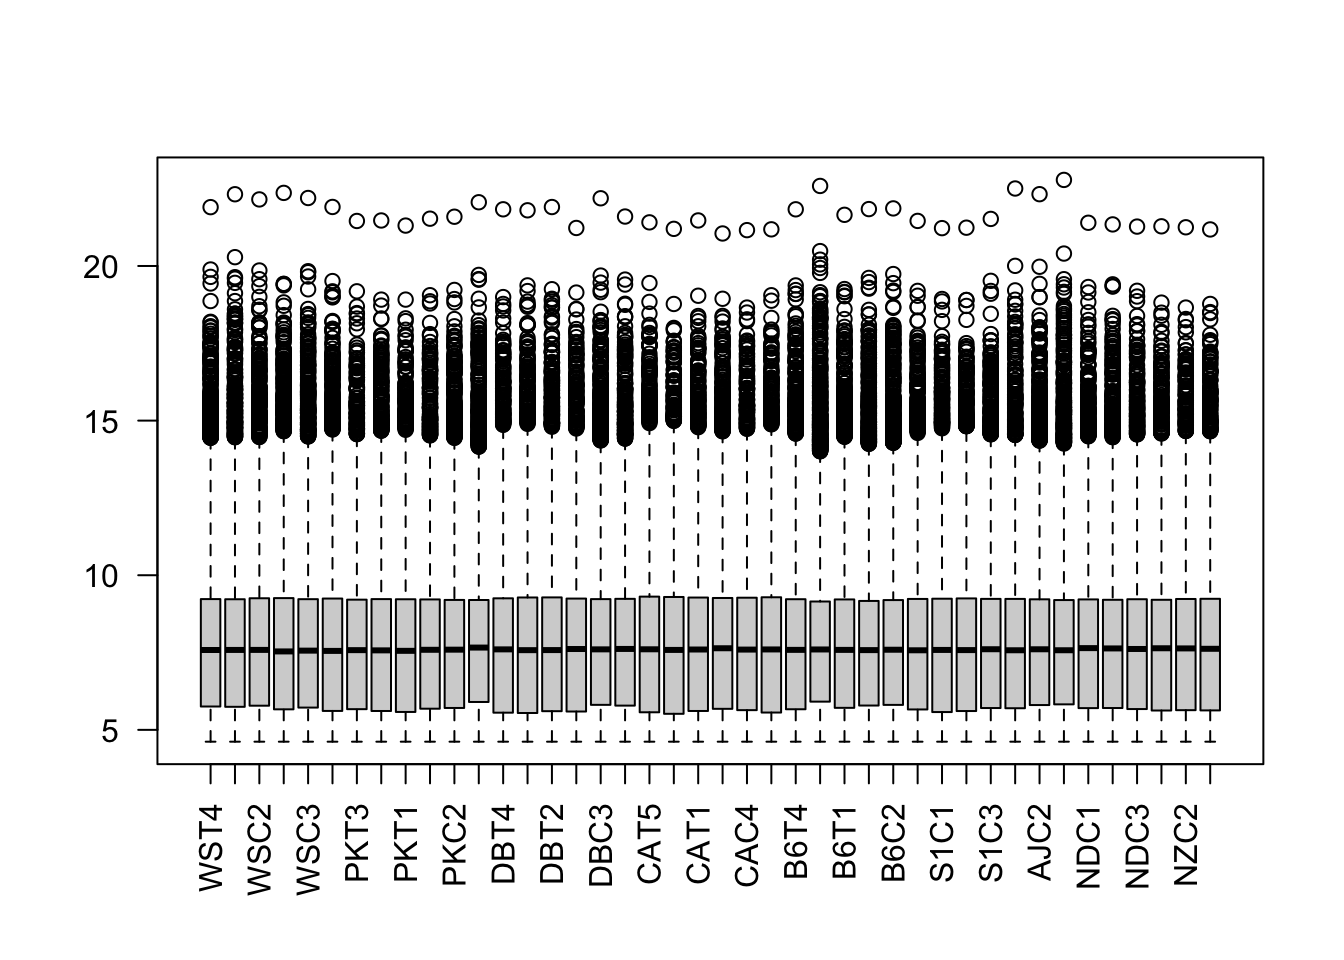 20
15
10
5
WST4
WSC2
WSC3
PKT3
PKT1
PKC2
DBT4
DBT2
DBC3
CAT5
CAT1
CAC4
B6T4
B6T1
B6C2
S1C1
S1C3
AJC2
NDC1
NDC3
NZC2